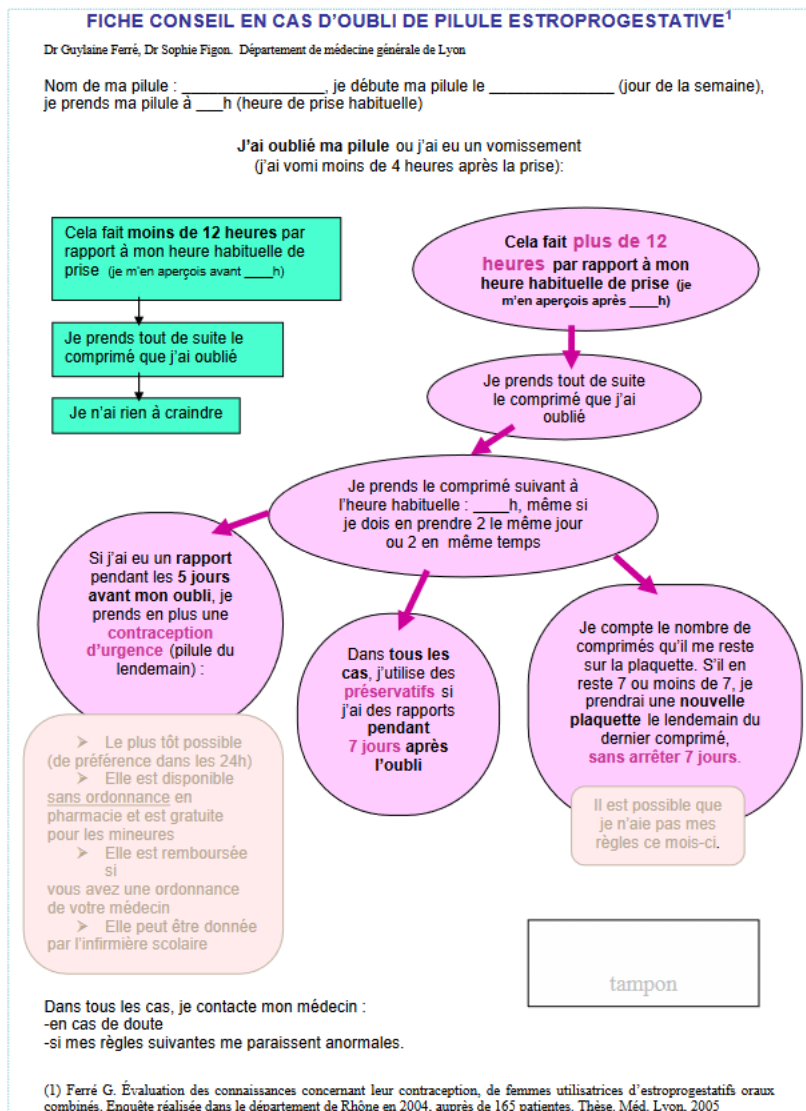 FICHE CONSEIL EN CAS D'OUBLI DE PILULE ESTROPROGESTATIVE1
Dr Guylaine Ferré, Dr Sophie Figon. Département de médecine générale de Lyon
Nom de ma pilule : _________________, je débute ma pilule le _______________ (jour de la semaine),
je prends ma pilule à ___h (heure de prise habituelle)
J'ai oublié ma pilule ou j'ai eu un vomissement
(j'ai vomi moins de 4 heures après la prise):
Cela fait moins de 12 heures par
rapport à mon heure habituelle de
prise (je m'en aperçois avant ____h)
Je prends tout de suite le
comprimé que j'ai oublié
Je n'ai rien à craindre
Cela fait plus de 12
heures par rapport à mon
heure habituelle de prise (je
m'en aperçois après ____h)
Je prends tout de suite
le comprimé que j'ai
oublié
Je prends le comprimé suivant à
l'heure habituelle : ____h, même si
je dois en prendre 2 le même jour
ou 2 en même temps
Si j'ai eu un rapport
pendant les 5 jours
avant mon oubli, je
prends en plus une
contraception
d'urgence (pilule du
lendemain) :
➢ Le plus tôt possible
(de préférence dans les 24h)
➢ Elle est disponible
sans ordonnance en
pharmacie et est gratuite
pour les mineures
➢ Elle est remboursée
si
vous avez une ordonnance
de votre médecin
➢ Elle peut être donnée
par l'infirmière scolaire
Dans tous les
cas, j'utilise des
préservatifs si
j'ai des rapports
pendant
7 jours après
l'oubli
Je compte le nombre de
comprimés qu'il me reste
sur la plaquette. S'il en
reste 7 ou moins de 7, je
prendrai une nouvelle
plaquette le lendemain du
dernier comprimé,
sans arrêter 7 jours.
Il est possible que
je n'aie pas mes
règles ce mois-ci.
tampon
Dans tous les cas, je contacte mon médecin :
-en cas de doute
-si mes règles suivantes me paraissent anormales.
(1) Ferré G. Évaluation des connaissances concernant leur contraception, de femmes utilisatrices d'estroprogestatifs oraux
combinés. Enquête réalisée dans le département de Rhône en 2004, auprès de 165 patientes. Thèse. Méd. Lyon. 2005